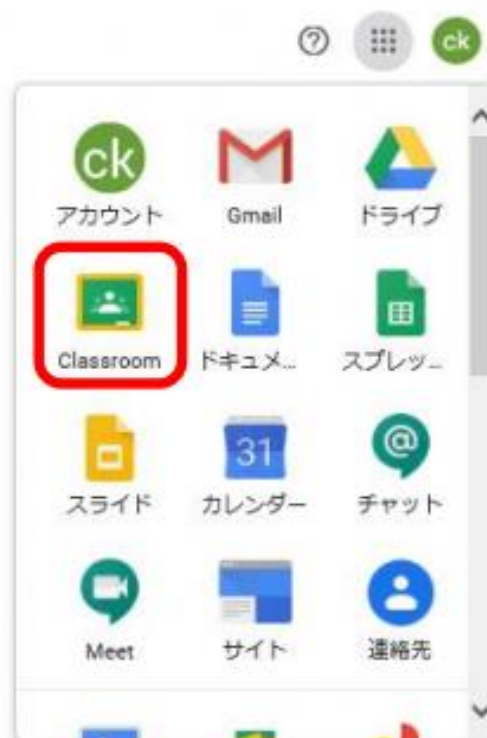 ck
ck
アカウント
Gmail
ドライブ
Classroom
ドキュメ...
スプレッ...
31
スライド
カレンダー
チャット
Meet
サイト
連絡先